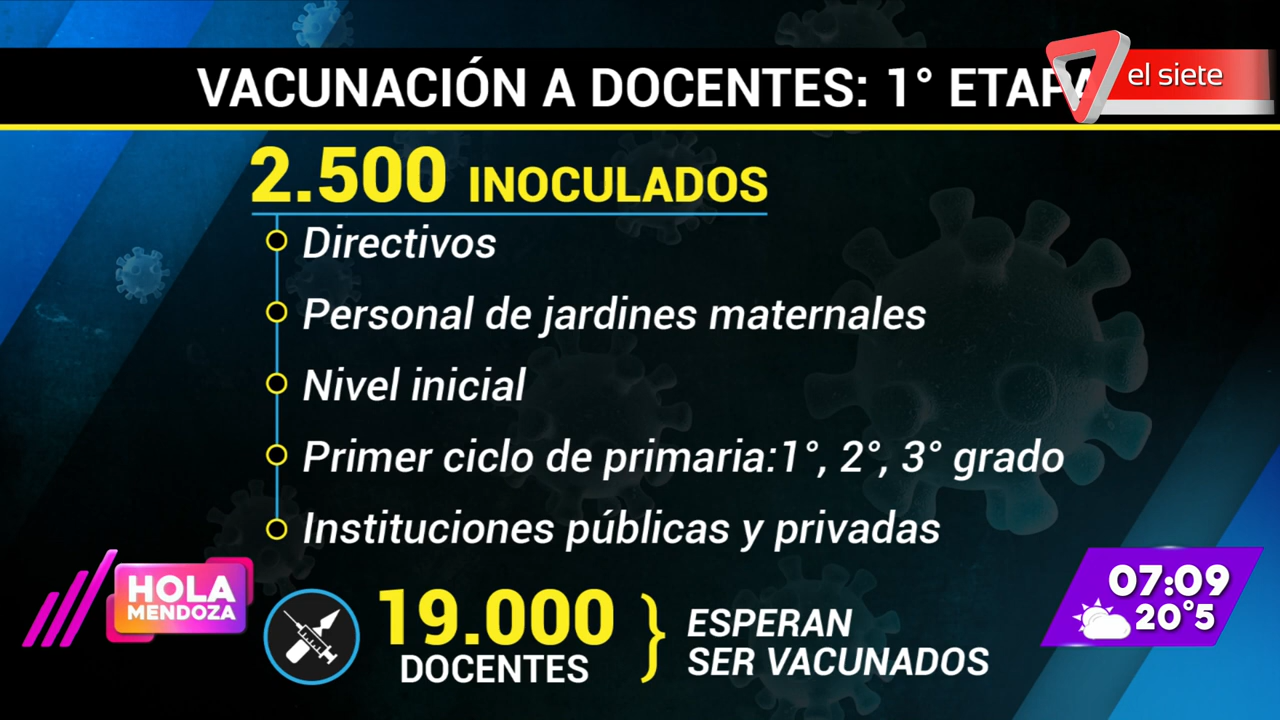 VACUNACIÓN A DOCENTES: 1° ETAPA
el siete
2.500 INOCULADOS
Directivos
Personal de jardines maternales
Nivel inicial
Primer ciclo de primaria:1°, 2°, 3° grado
Instituciones públicas y privadas
HOLA
MENDOZA
19.000
DOCENTES
ESPERAN
SER VACUNADOS
07:09
20°5